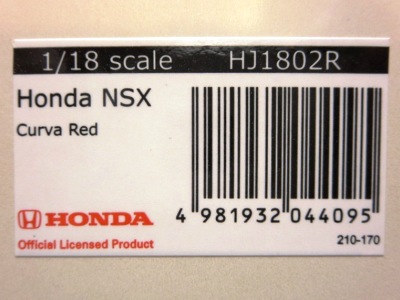 1/18 scale HJ1802R
Honda NSX
Curva Red
HONDA
4 981932 044095
Official Licensed Product
210-170